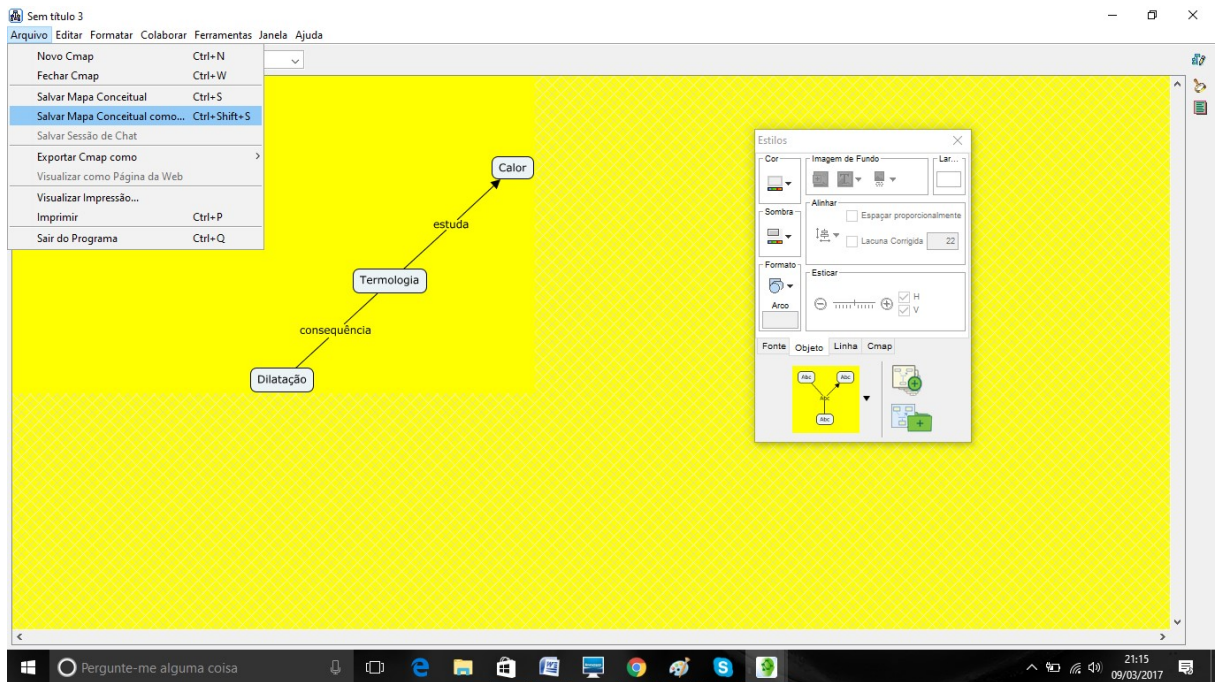 Sem título 3
Arquivo Editar Formatar Colaborar Ferramentas Janela Ajuda
Novo Cmap Ctrl+N
Fechar Cmap Ctrl+W
Salvar Mapa Conceitual Ctrl+S
Salvar Mapa Conceitual como... Ctrl+Shift+S
Salvar Sessão de Chat
Exportar Cmap como
Visualizar como Página da Web
Visualizar Impressão...
Imprimir Ctrl+P
Sair do Programa Ctrl+Q
Calor
estuda
Termologia
consequência
Dilatação
Estilos
Cor Imagem de Fundo Lar...
Sombra Alinhar
Espaçar proporcionalmente
Lacuna Corrigida 22
Formato Esticar
Arco H
V
Fonte Objeto Linha Cmap
Abc Abc
Abc
Abc
Pergunte-me alguma coisa
21:15
09/03/2017